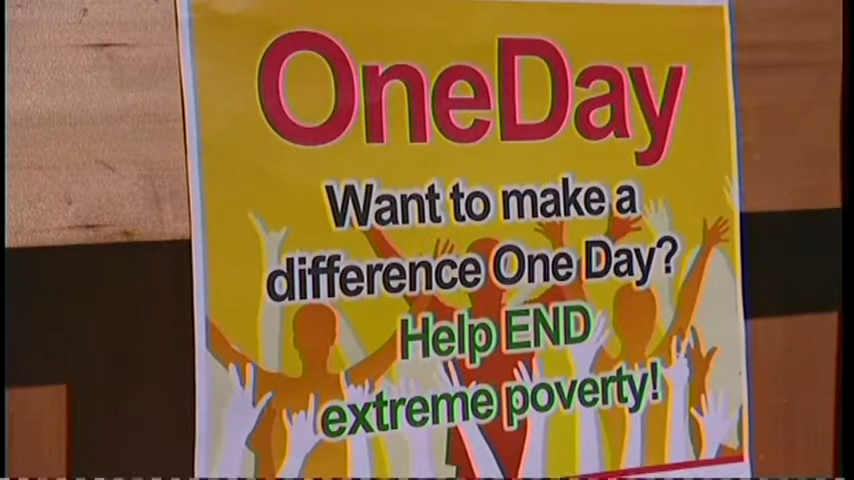 OneDay
Want to make a
difference One Day?
Help END
extreme poverty!